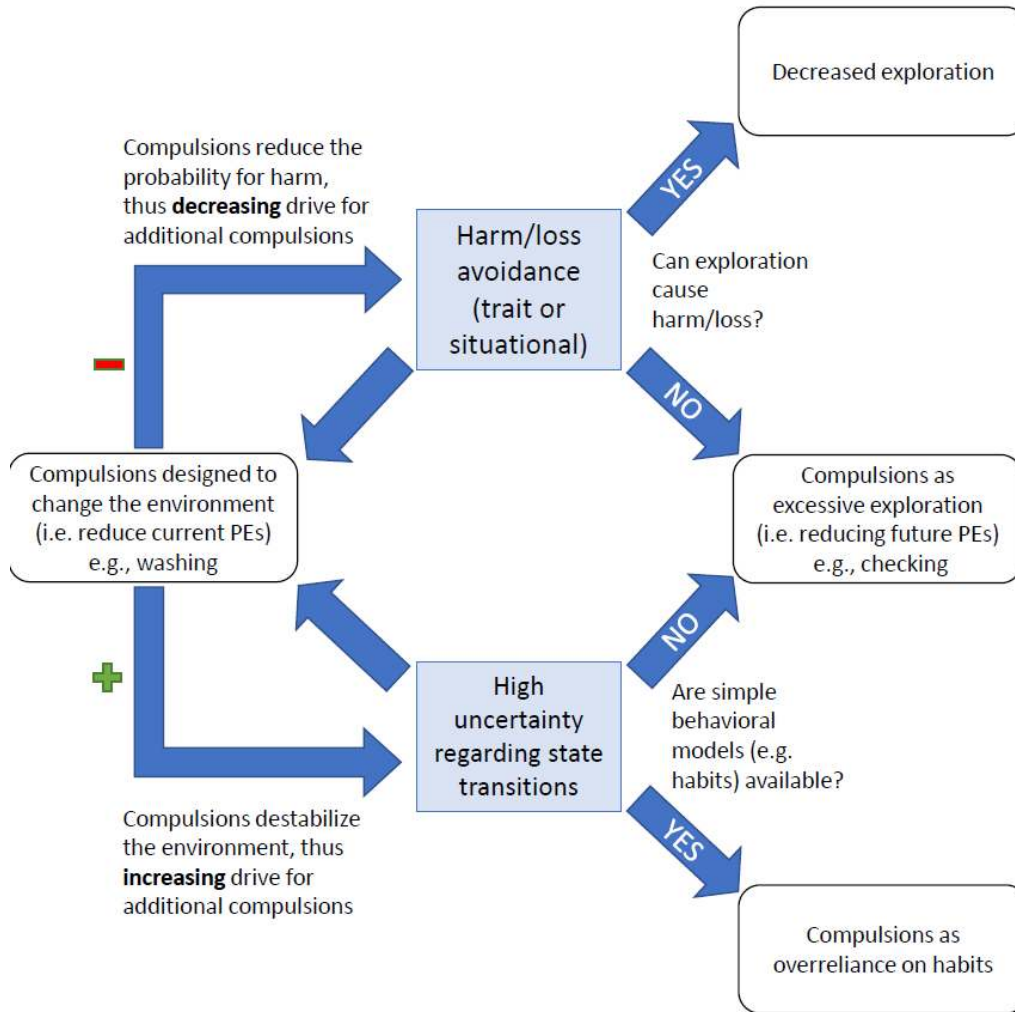 Decreased exploration
Compulsions reduce the
probability for harm,
thus decreasing drive for
additional compulsions
YES
Harm/loss
avoidance
(trait or
situational)
Can exploration
cause
harm/loss?
NO
Compulsions designed to
change the environment
(i.e. reduce current PEs)
e.g., washing
Compulsions as
excessive exploration
(i.e. reducing future PEs)
e.g., checking
NO
High
uncertainty
regarding state
transitions
Are simple
behavioral
models (e.g.
habits) available?
YES
Compulsions destabilize
the environment, thus
increasing drive for
additional compulsions
Compulsions as
overreliance on habits